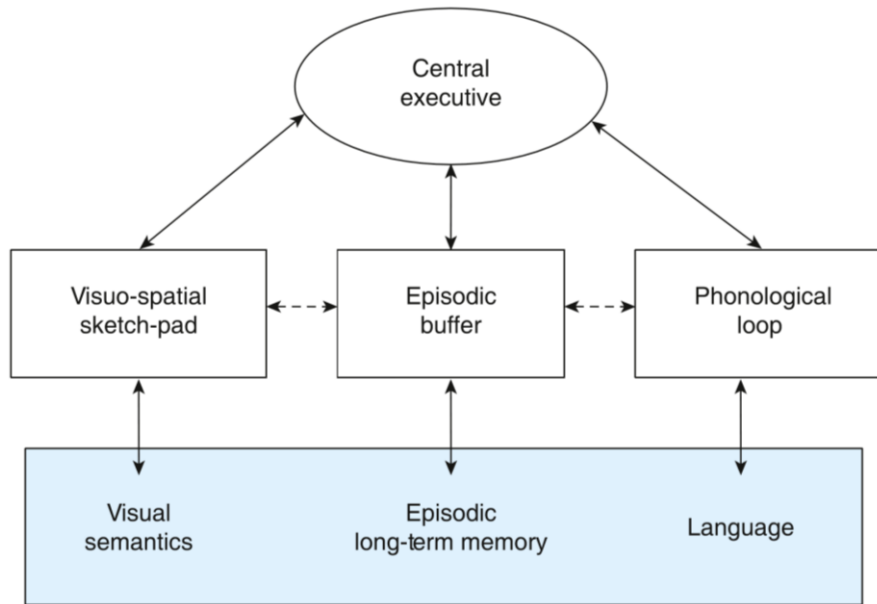 Central
executive
Visuo-spatial
sketch-pad
Episodic
buffer
Phonological
loop
Visual
semantics
Episodic
long-term memory
Language